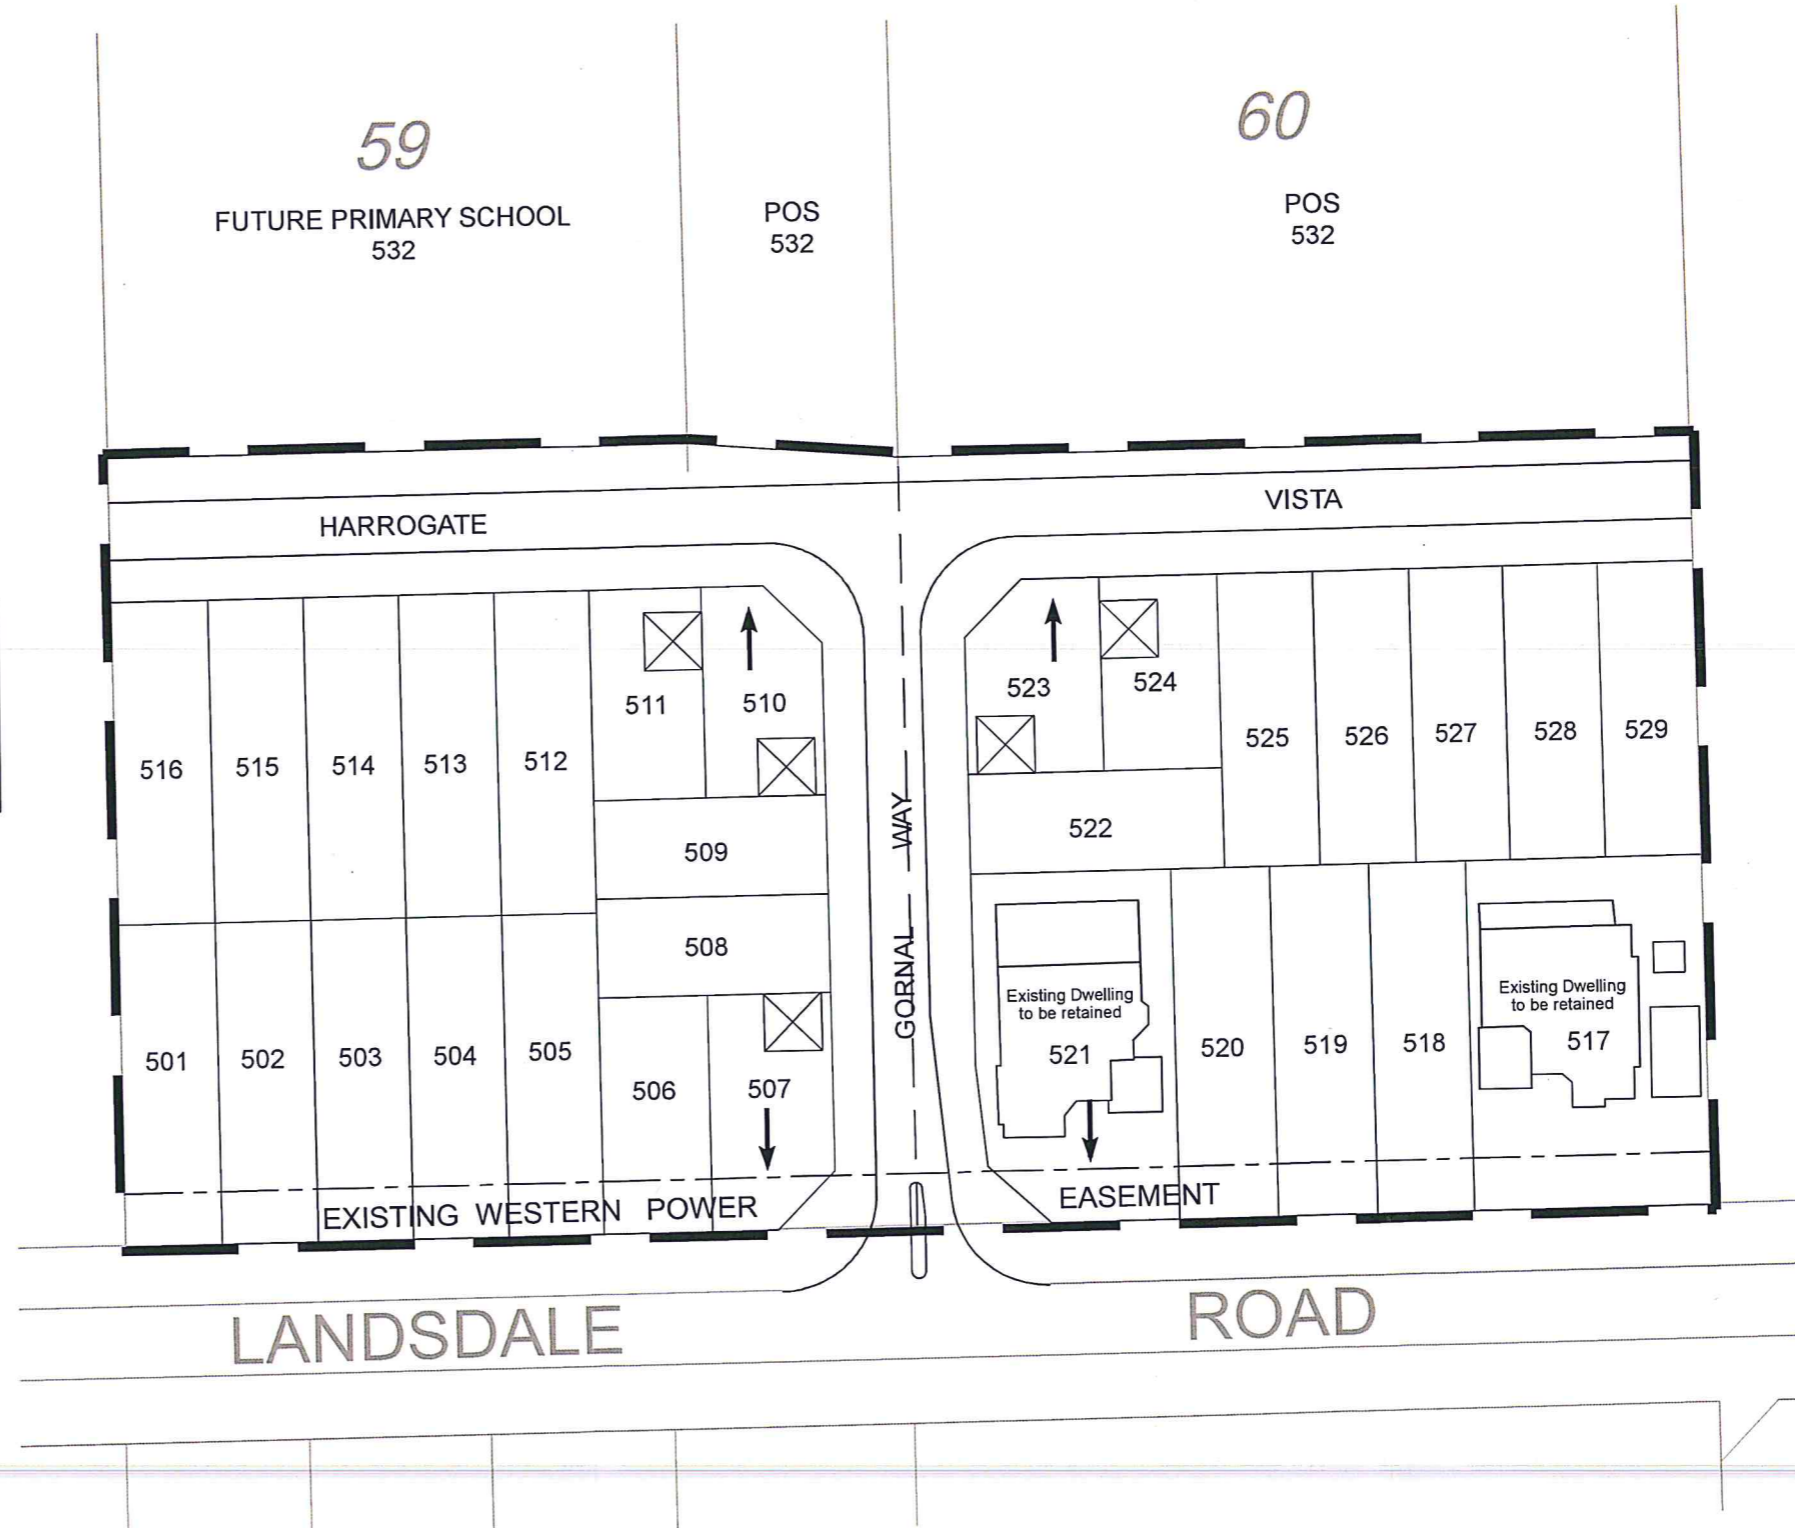 59
FUTURE PRIMARY SCHOOL
532
POS
532
60
POS
532
HARROGATE
VISTA
516
515
514
513
512
511
510
509
508
501
502
503
504
505
506
507
GORNAL WAY
523
524
525
526
527
528
529
522
Existing Dwelling
to be retained
521
520
519
518
Existing Dwelling
to be retained
517
EXISTING WESTERN POWER
EASEMENT
LANDSDALE
ROAD